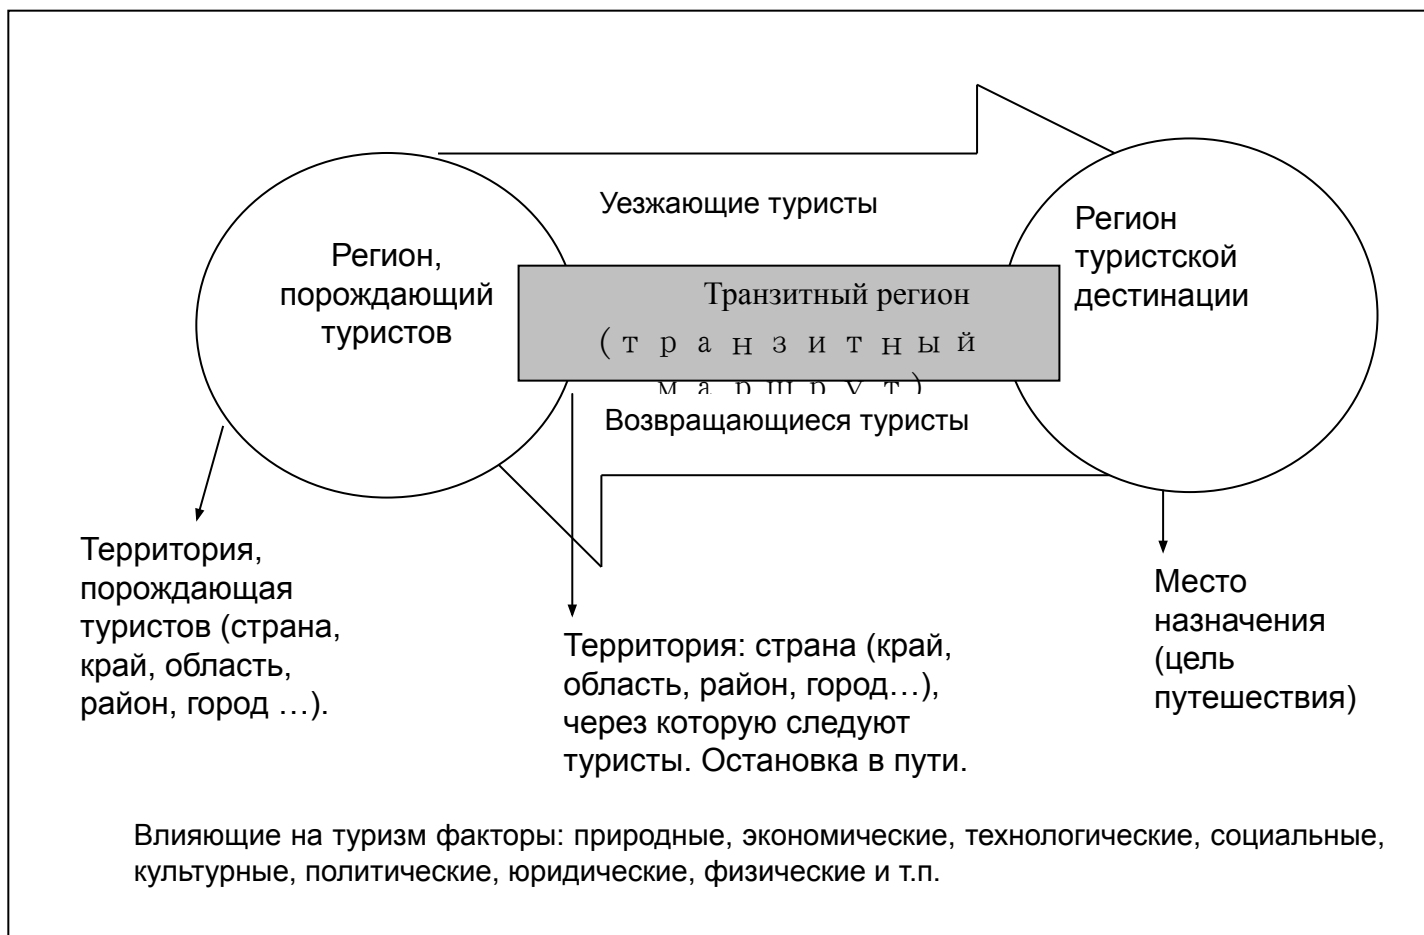 Уезжающие туристы
Регион,
порождающий
туристов
Регион
туристской
дестинации
Транзитный регион
(транзитный
маршрут)
Возвращающиеся туристы
Территория,
порождающая
туристов (страна,
край, область,
район, город …).
Территория: страна (край,
область, район, город…),
через которую следуют
туристы. Остановка в пути.
Место
назначения
(цель
путешествия)
Влияющие на туризм факторы: природные, экономические, технологические, социальные,
культурные, политические, юридические, физические и т.п.